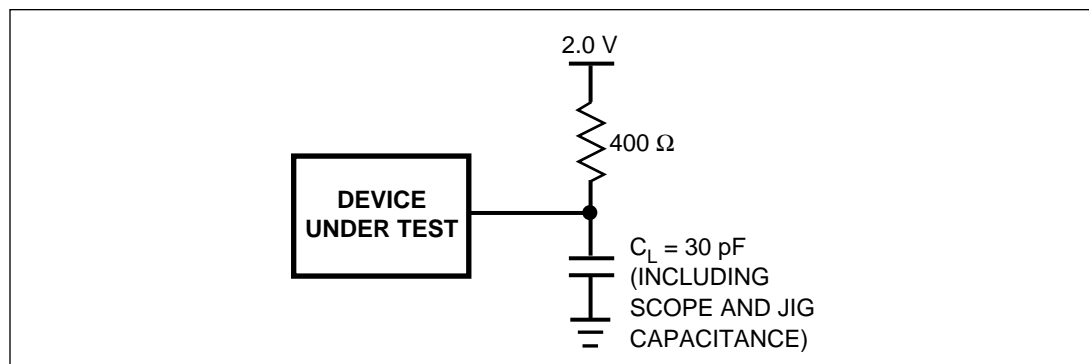 2.0 V
400 Ω
DEVICE
UNDER TEST
C_L = 30 pF
(INCLUDING
SCOPE AND JIG
CAPACITANCE)